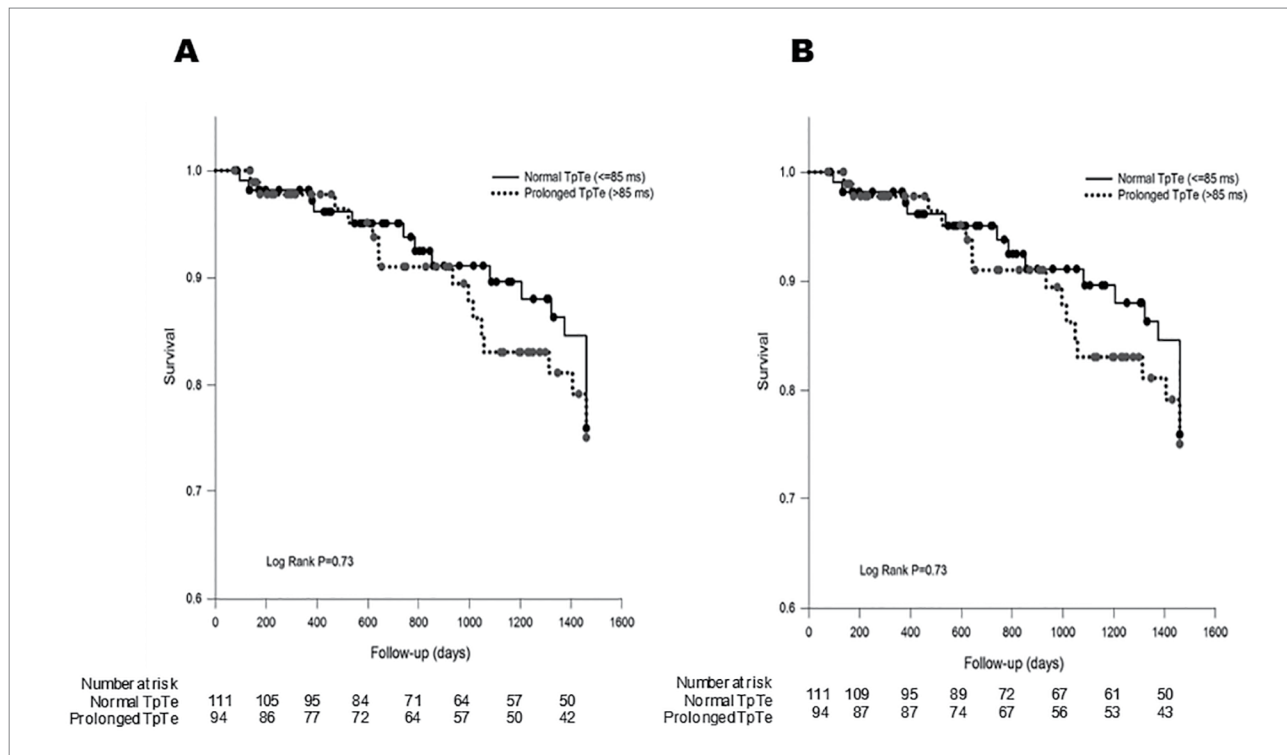 A
1.0
0.9
0.8
0.7
0.6
Survival
Normal TpTe (<=85 ms)
Prolonged TpTe (>85 ms)
Log Rank P=0.73
0 200 400 600 800 1000 1200 1400 1600
Follow-up (days)
Number at risk
Normal TpTe 111 105 95 84 71 64 57 50
Prolonged TpTe 94 86 77 72 64 57 50 42
B
1.0
0.9
0.8
0.7
0.6
Survival
Normal TpTe (<=85 ms)
Prolonged TpTe (>85 ms)
Log Rank P=0.73
0 200 400 600 800 1000 1200 1400 1600
Follow-up (days)
Number at risk
Normal TpTe 111 109 95 89 72 67 61 50
Prolonged TpTe 94 87 87 74 67 56 53 43